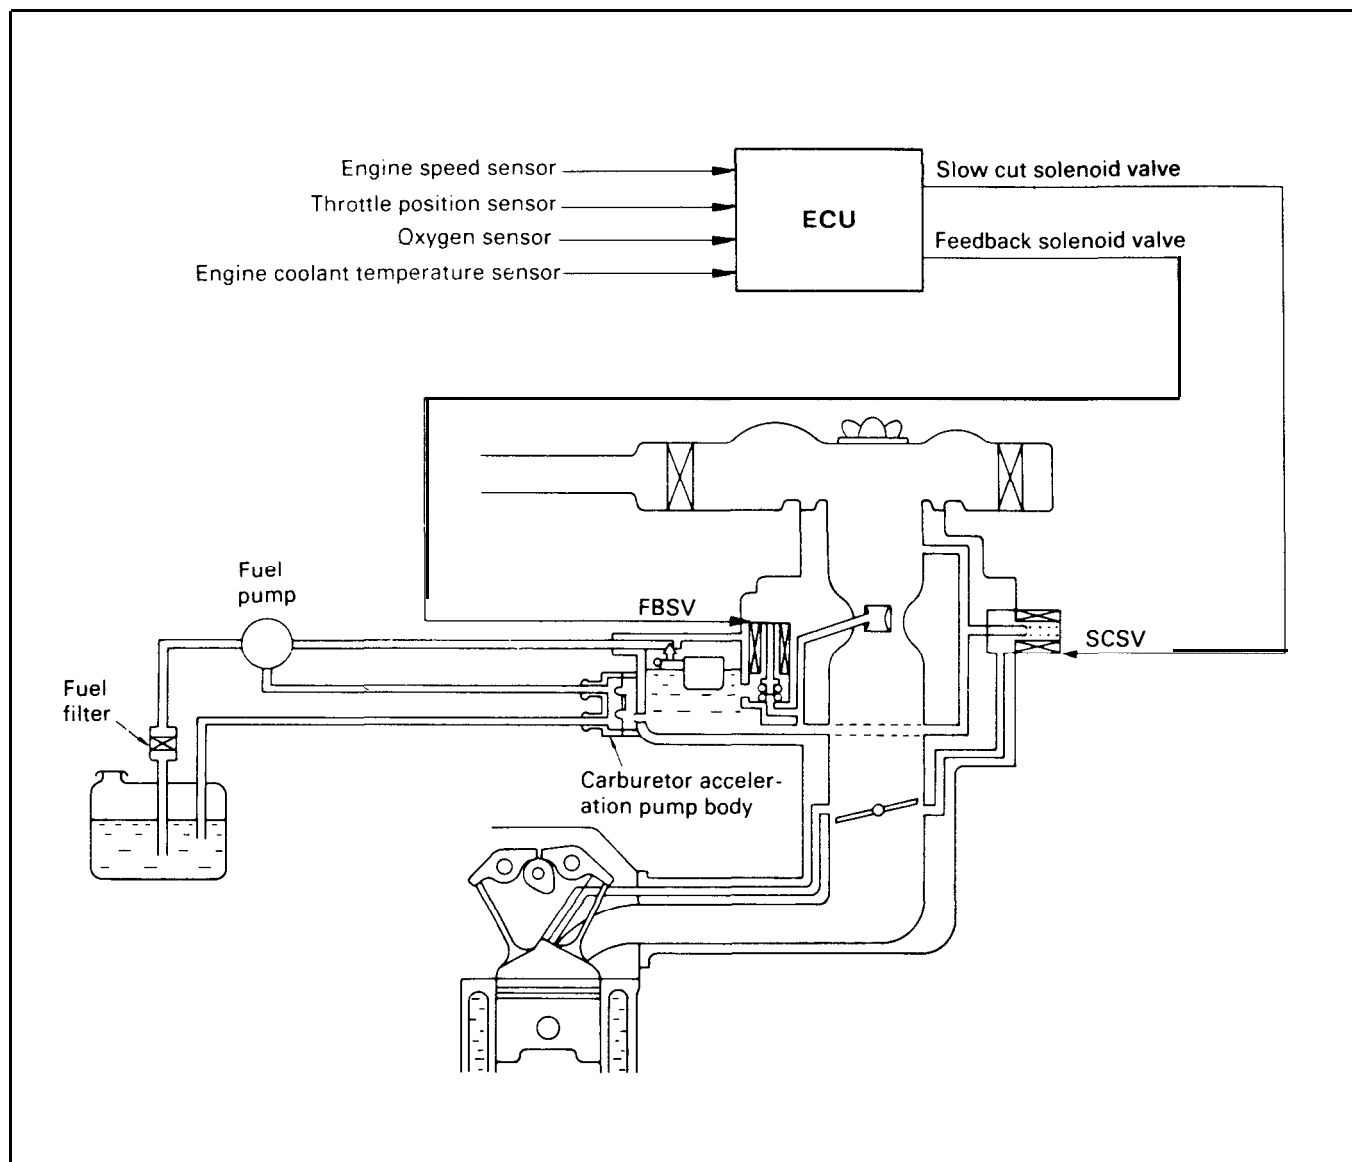 Engine speed sensor
Throttle position sensor
Oxygen sensor
Engine coolant temperature sensor
ECU
Slow cut solenoid valve
Feedback solenoid valve
Fuel
pump
FBSV
SCSV
Fuel
filter
Carburetor acceler-
ation pump body